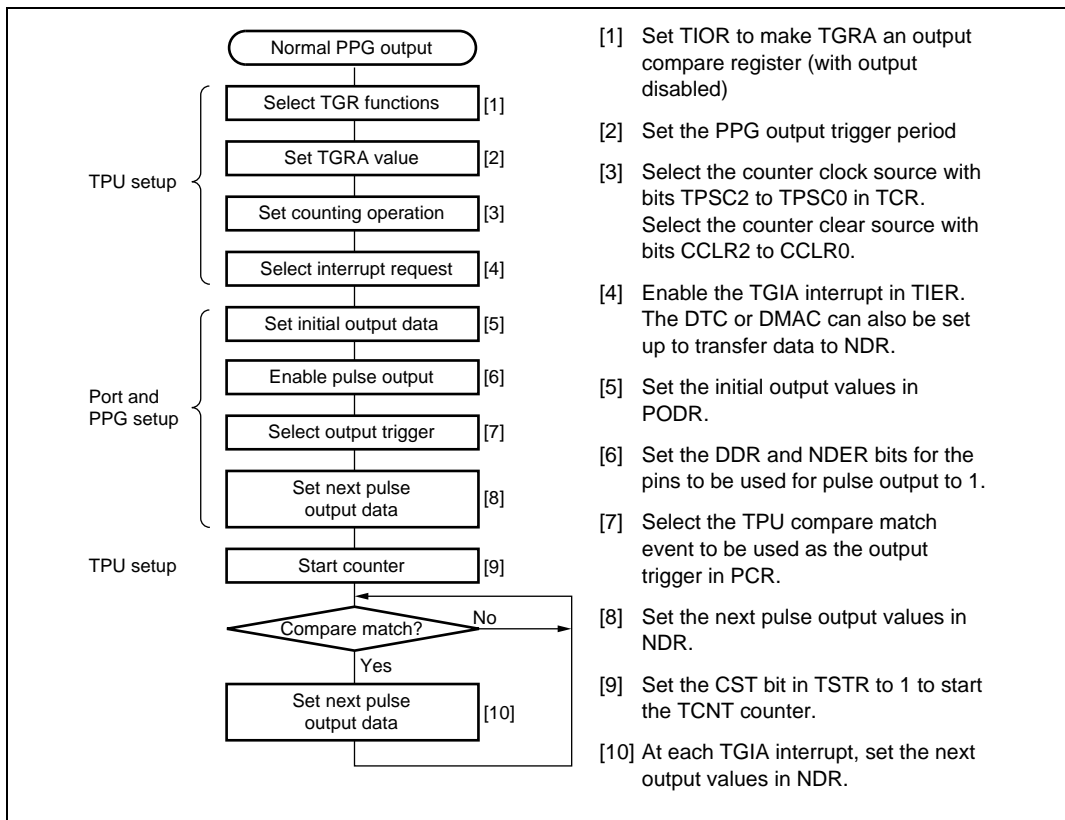 Normal PPG output
Select TGR functions [1]
Set TGRA value [2]
TPU setup
Set counting operation [3]
Select interrupt request [4]
Set initial output data [5]
Enable pulse output [6]
Port and
PPG setup
Select output trigger [7]
Set next pulse
output data
[8]
TPU setup
Start counter [9]
Compare match?
No
Yes
Set next pulse
output data
[10]
[1] Set TIOR to make TGRA an output
compare register (with output
disabled)
[2] Set the PPG output trigger period
[3] Select the counter clock source with
bits TPSC2 to TPSC0 in TCR.
Select the counter clear source with
bits CCLR2 to CCLR0.
[4] Enable the TGIA interrupt in TIER.
The DTC or DMAC can also be set
up to transfer data to NDR.
[5] Set the initial output values in
PODR.
[6] Set the DDR and NDER bits for the
pins to be used for pulse output to 1.
[7] Select the TPU compare match
event to be used as the output
trigger in PCR.
[8] Set the next pulse output values in
NDR.
[9] Set the CST bit in TSTR to 1 to start
the TCNT counter.
[10] At each TGIA interrupt, set the next
output values in NDR.